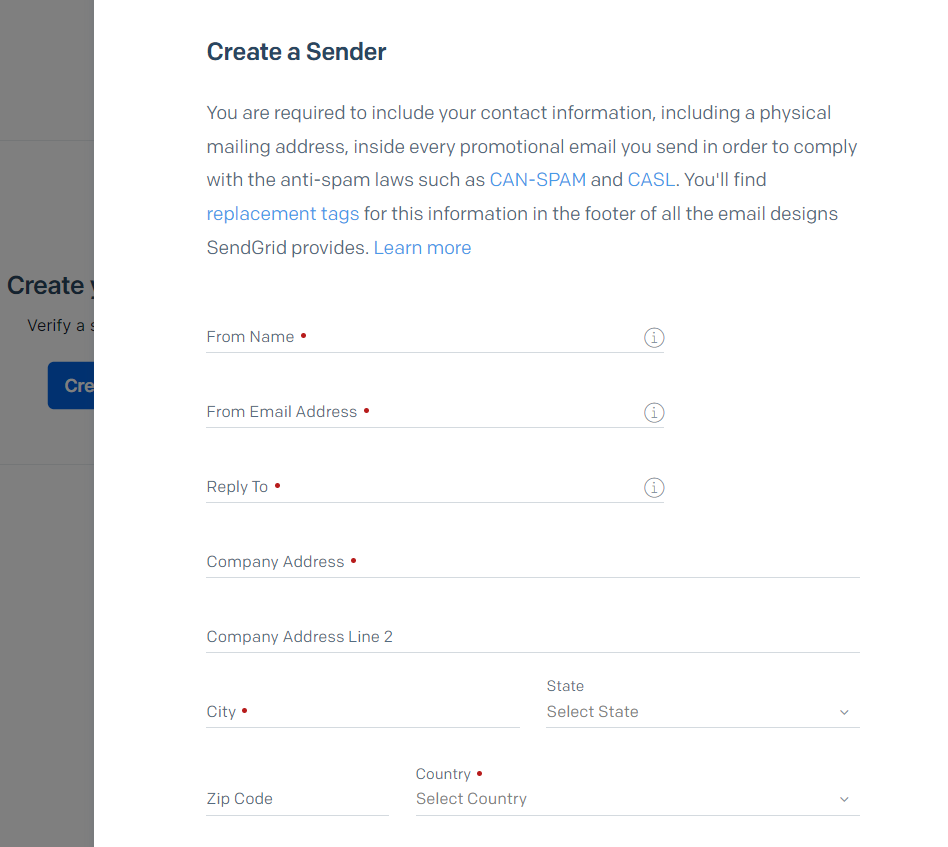 Create a Sender
You are required to include your contact information, including a physical
mailing address, inside every promotional email you send in order to comply
with the anti-spam laws such as CAN-SPAM and CASL. You'll find
replacement tags for this information in the footer of all the email designs
SendGrid provides. Learn more
Create y
Verify a s
Cre
From Name •
From Email Address •
Reply To •
Company Address •
Company Address Line 2
State
City •
Select State
Country •
Zip Code
Select Country